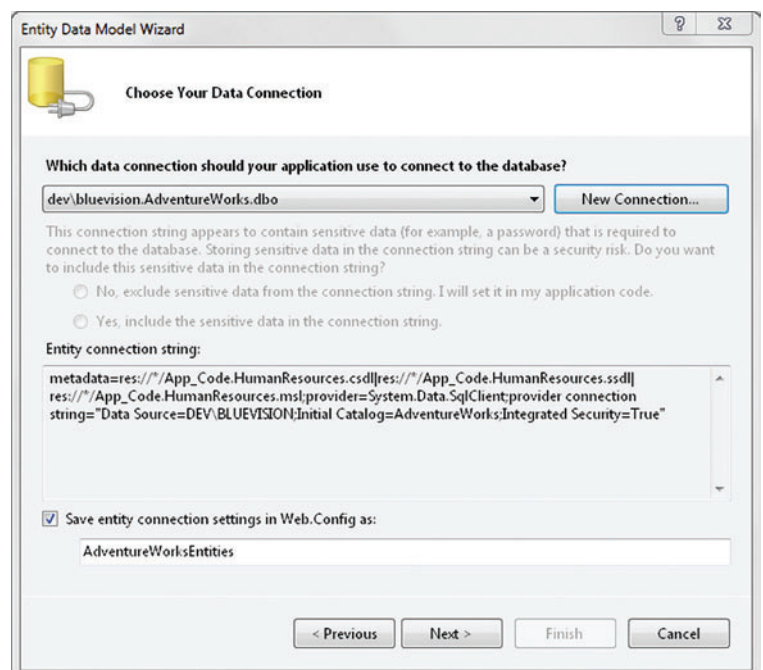 Entity Data Model Wizard
Choose Your Data Connection
Which data connection should your application use to connect to the database?
dev\bluevision.AdventureWorks.dbo
New Connection...
This connection string appears to contain sensitive data (for example, a password) that is required to
connect to the database. Storing sensitive data in the connection string can be a security risk. Do you want
to include this sensitive data in the connection string?
No, exclude sensitive data from the connection string. I will set it in my application code.
Yes, include the sensitive data in the connection string.
Entity connection string:
metadata=res://*/App_Code.HumanResources.csdl|res://*/App_Code.HumanResources.ssdl|
res://*/App_Code.HumanResources.msl;provider=System.Data.SqlClient;provider connection
string="Data Source=DEV\BLUEVISION;Initial Catalog=AdventureWorks;Integrated Security=True"
Save entity connection settings in Web.Config as:
AdventureWorksEntities
< Previous
Next >
Finish
Cancel